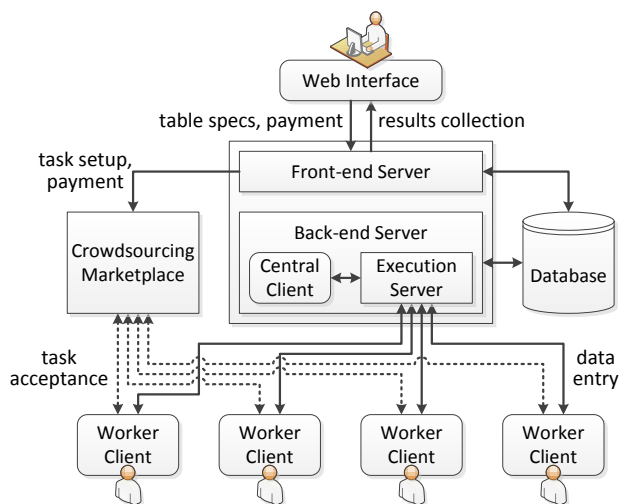 Web Interface
table specs, payment
results collection
task setup,
payment
Front-end Server
Back-end Server
Crowdsourcing
Marketplace
Central
Client
Execution
Server
Database
task
acceptance
data
entry
Worker
Client
Worker
Client
Worker
Client
Worker
Client